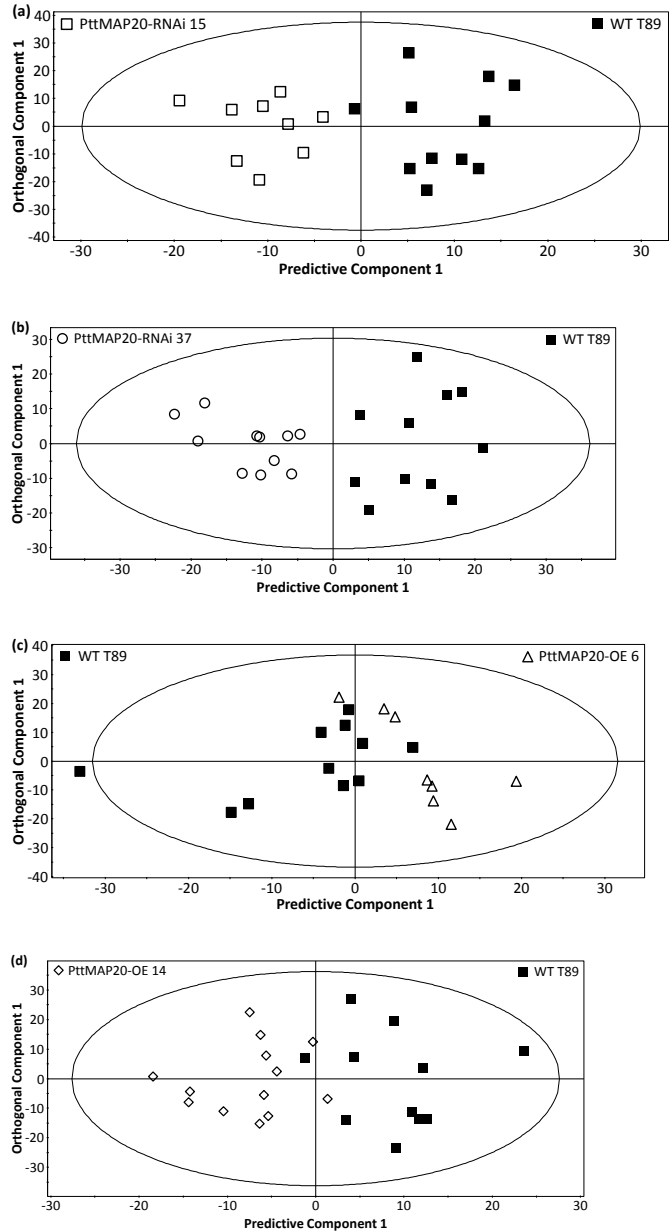 (a)
PttMAP20-RNAi 15
WT T89
40
30
20
10
0
-10
-20
-30
-40
Orthogonal Component 1
-30 -20 -10 0 10 20 30
Predictive Component 1
(b)
PttMAP20-RNAi 37
WT T89
30
20
10
0
-10
-20
-30
Orthogonal Component 1
-30 -20 -10 0 10 20 30
Predictive Component 1
(c)
WT T89
PttMAP20-OE 6
40
30
20
10
0
-10
-20
-30
-40
Orthogonal Component 1
-30 -20 -10 0 10 20 30
Predictive Component 1
(d)
PttMAP20-OE 14
WT T89
30
20
10
0
-10
-20
-30
Orthogonal Component 1
-30 -20 -10 0 10 20 30
Predictive Component 1